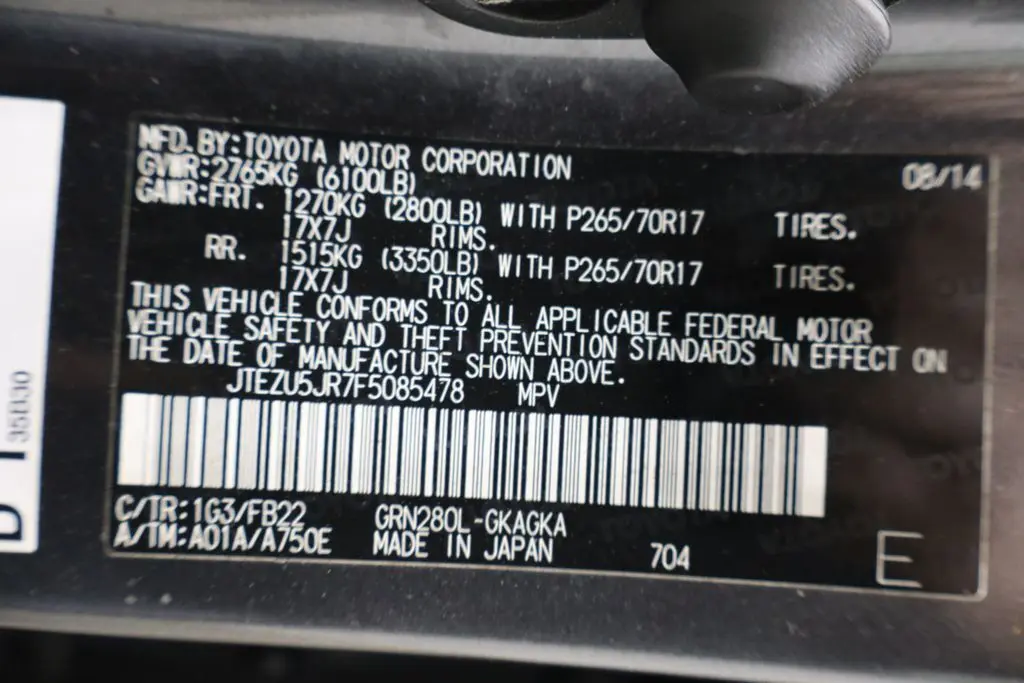 MFD. BY: TOYOTA MOTOR CORPORATION 08/14
GVWR: 2765KG (6100LB)
GAWR: FRT. 1270KG (2800LB) WITH P265/70R17 TIRES.
17X7J RIMS.
RR. 1515KG (3350LB) WITH P265/70R17 TIRES.
17X7J RIMS.
THIS VEHICLE CONFORMS TO ALL APPLICABLE FEDERAL MOTOR
VEHICLE SAFETY AND THEFT PREVENTION STANDARDS IN EFFECT ON
THE DATE OF MANUFACTURE SHOWN ABOVE.
JTEZU5JR7F5085478 MPV
C/TR: 1G3/FB22 GRN280L-GKAGKA
A/TM: A01A/A750E MADE IN JAPAN 704 E
35B30